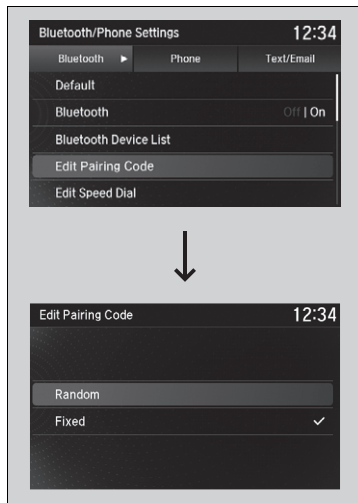 Bluetooth/Phone Settings 12:34
Bluetooth ► Phone Text/Email
Default
Bluetooth Off | On
Bluetooth Device List
Edit Pairing Code
Edit Speed Dial
Edit Pairing Code 12:34
Random
Fixed ✓